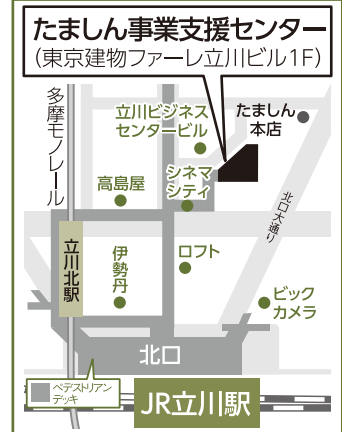 たましん事業支援センター
(東京建物ファーレ立川ビル1F)
多摩モノレール
立川ビジネス
センタービル
たましん
本店
シネマ
シティ
高島屋
北口大通り
立川北駅
伊勢丹
ロフト
ビック
カメラ
北口
ペデストリアン
デッキ
JR立川駅